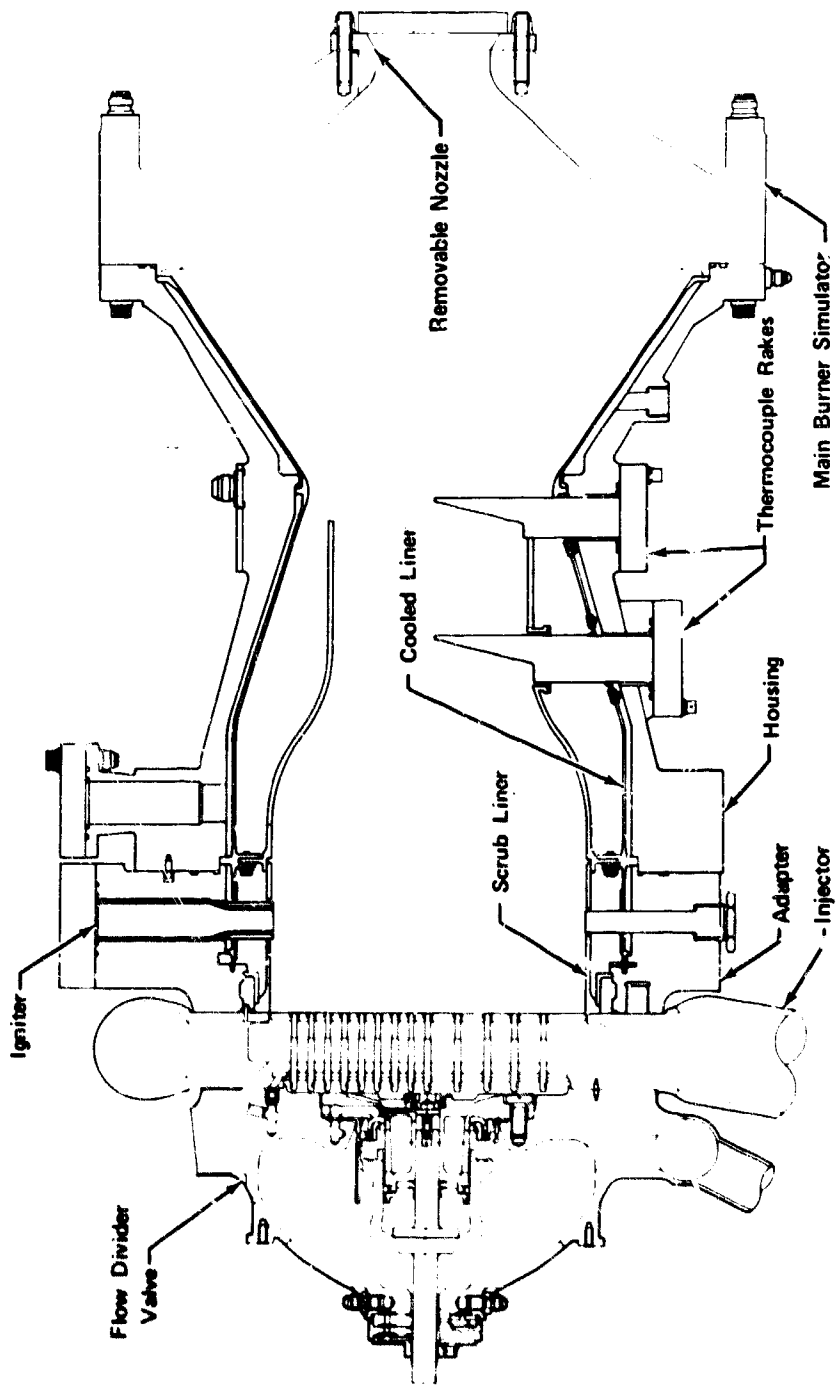 Flow Divider
Valve
Igniter
Removable Nozzle
Cooled Liner
Scrub Liner
Injector
Adapter
Housing
Thermocouple Rakes
Main Burner Simulator